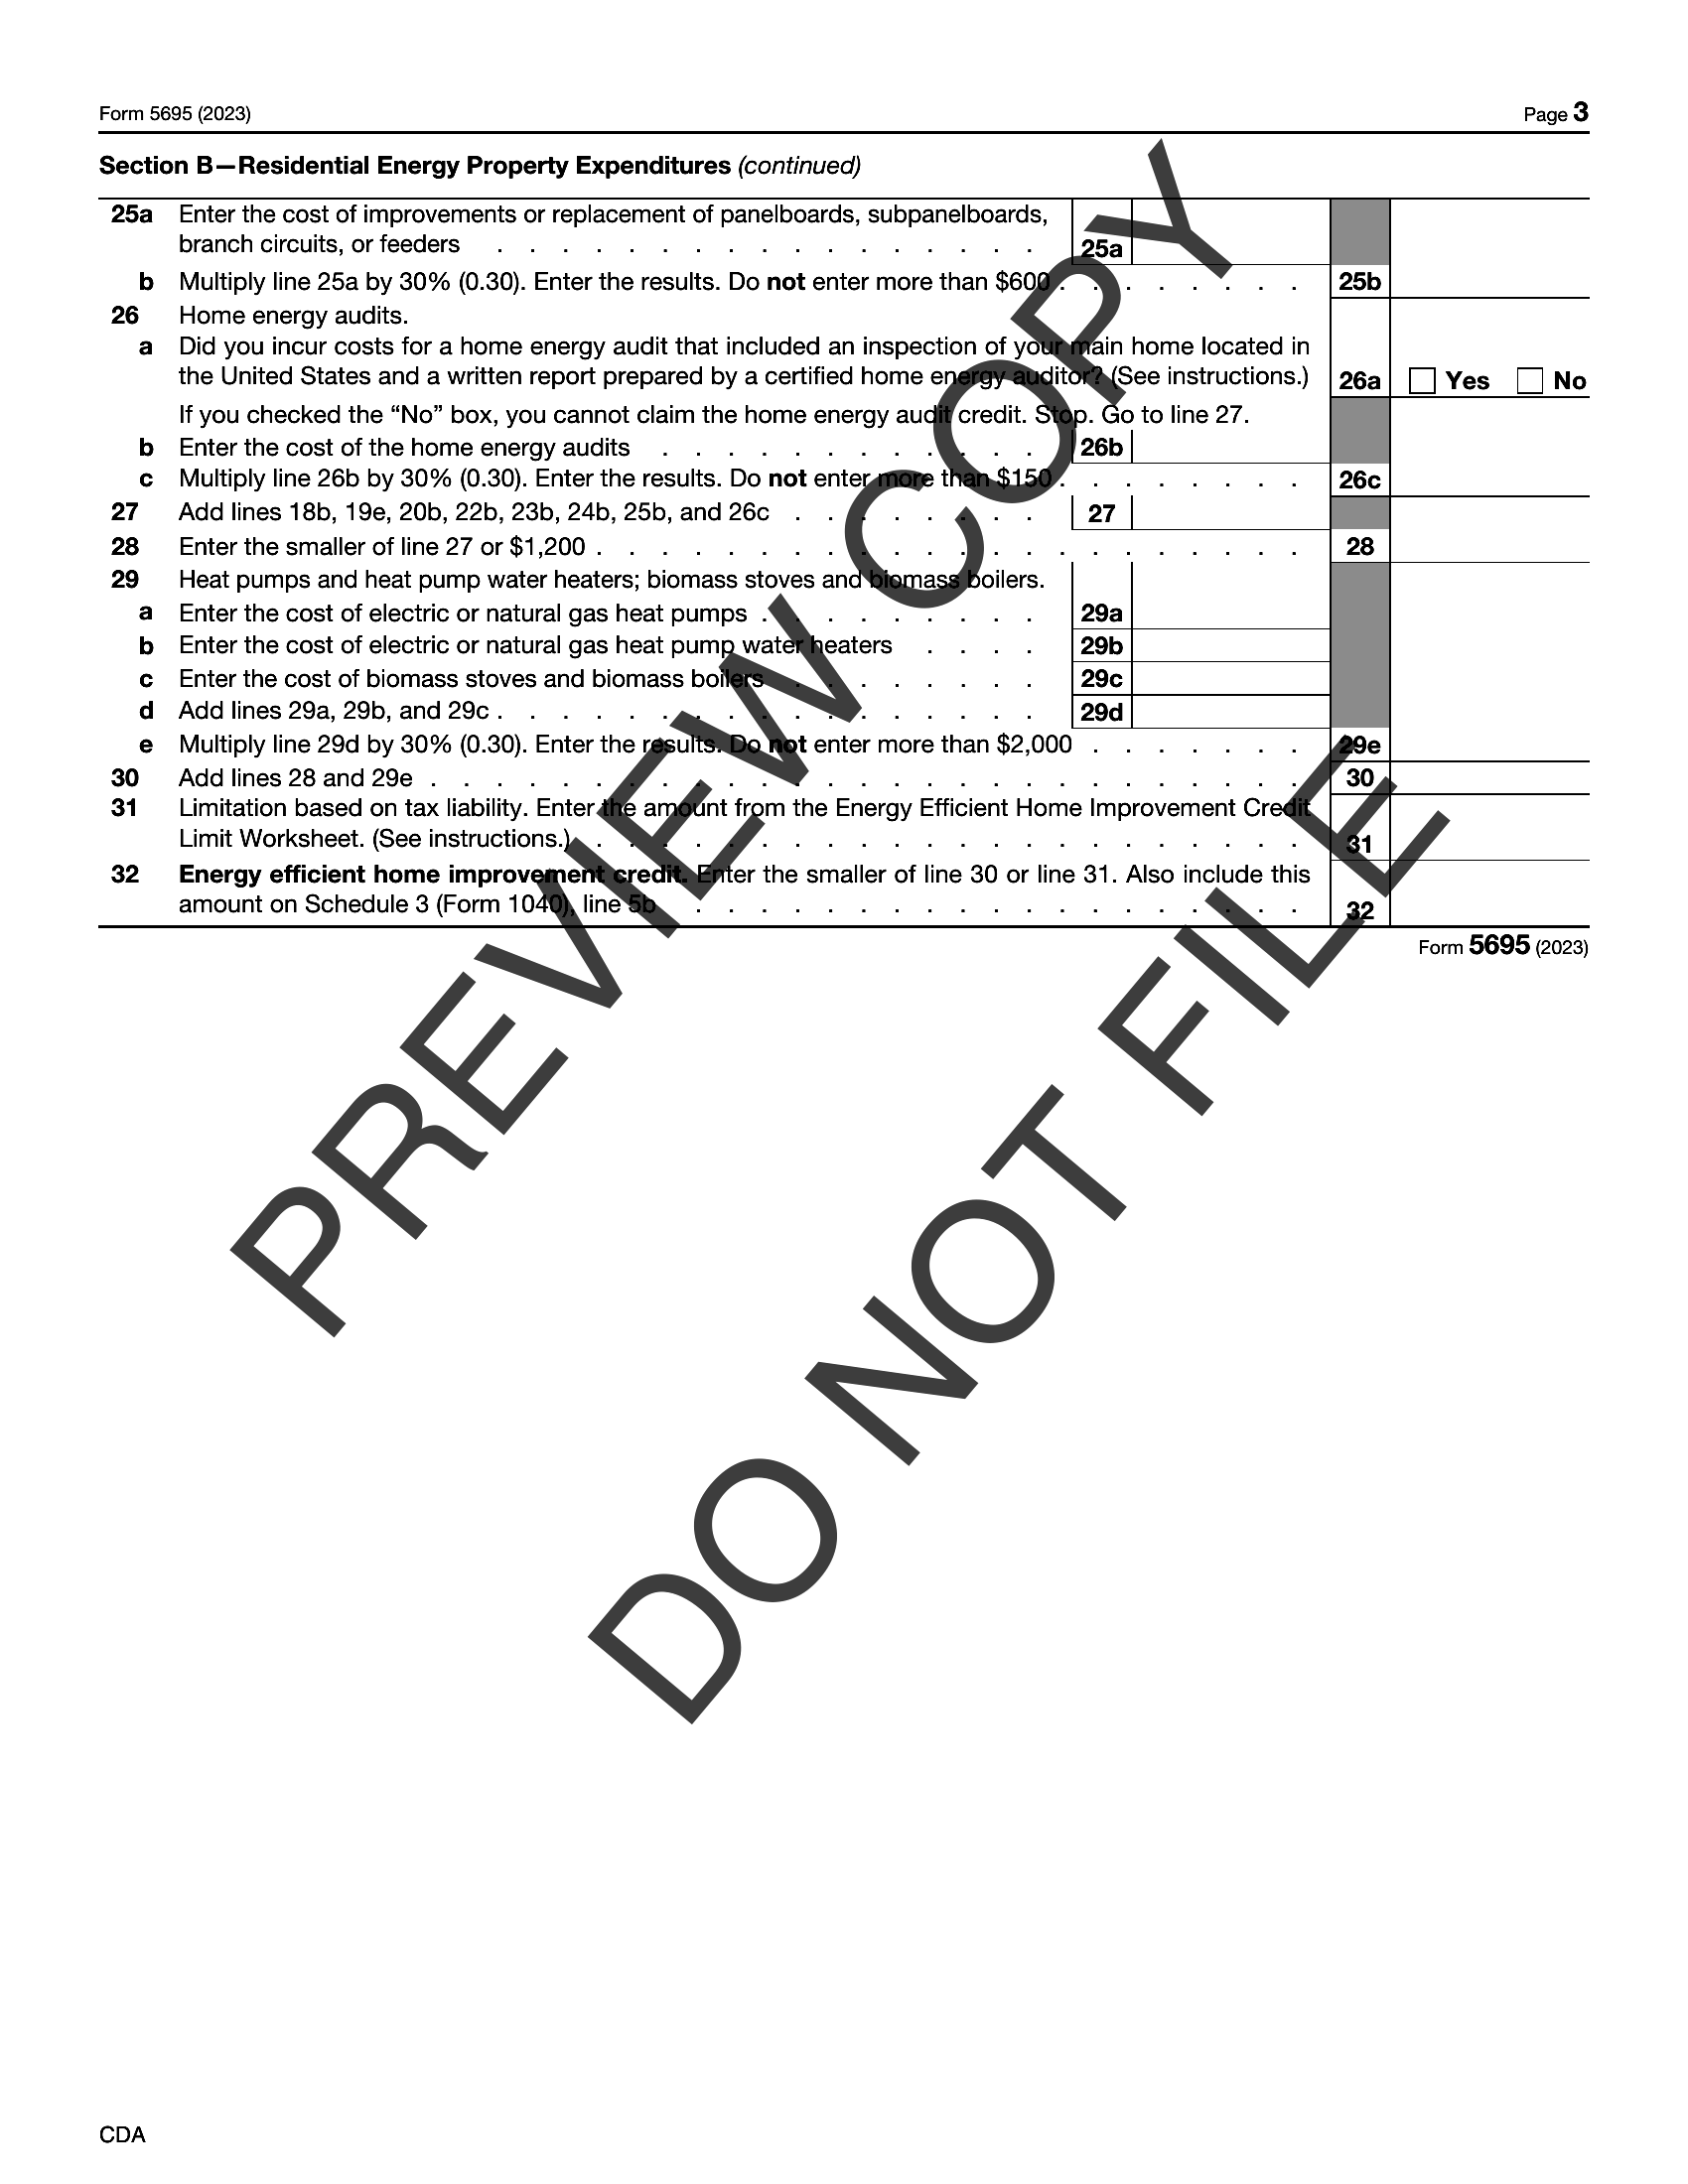 Form 5695 (2023) Page 3
Section B—Residential Energy Property Expenditures (continued)
25a Enter the cost of improvements or replacement of panelboards, subpanelboards,
branch circuits, or feeders . . . . . . . . . . . . . . . . . 25a
b Multiply line 25a by 30% (0.30). Enter the results. Do not enter more than $600 . . . . . . . . 25b
26 Home energy audits.
a Did you incur costs for a home energy audit that included an inspection of your main home located in
the United States and a written report prepared by a certified home energy auditor? (See instructions.) 26a Yes No
If you checked the “No” box, you cannot claim the home energy audit credit. Stop. Go to line 27.
b Enter the cost of the home energy audits . . . . . . . . . . . . 26b
c Multiply line 26b by 30% (0.30). Enter the results. Do not enter more than $150 . . . . . . . . 26c
27 Add lines 18b, 19e, 20b, 22b, 23b, 24b, 25b, and 26c . . . . . . . . 27
28 Enter the smaller of line 27 or $1,200 . . . . . . . . . . . . . . . . . . . . . . 28
29 Heat pumps and heat pump water heaters; biomass stoves and biomass boilers.
a Enter the cost of electric or natural gas heat pumps . . . . . . . . . 29a
b Enter the cost of electric or natural gas heat pump water heaters . . . . 29b
c Enter the cost of biomass stoves and biomass boilers . . . . . . . . 29c
d Add lines 29a, 29b, and 29c . . . . . . . . . . . . . . . . . 29d
e Multiply line 29d by 30% (0.30). Enter the results. Do not enter more than $2,000 . . . . . . . 29e
30 Add lines 28 and 29e . . . . . . . . . . . . . . . . . . . . . . . . . . . 30
31 Limitation based on tax liability. Enter the amount from the Energy Efficient Home Improvement Credit
Limit Worksheet. (See instructions.) . . . . . . . . . . . . . . . . . . . . . . 31
32 Energy efficient home improvement credit. Enter the smaller of line 30 or line 31. Also include this
amount on Schedule 3 (Form 1040), line 5b . . . . . . . . . . . . . . . . . . . 32
Form 5695 (2023)
PREVIEW COPY
DO NOT FILE
CDA